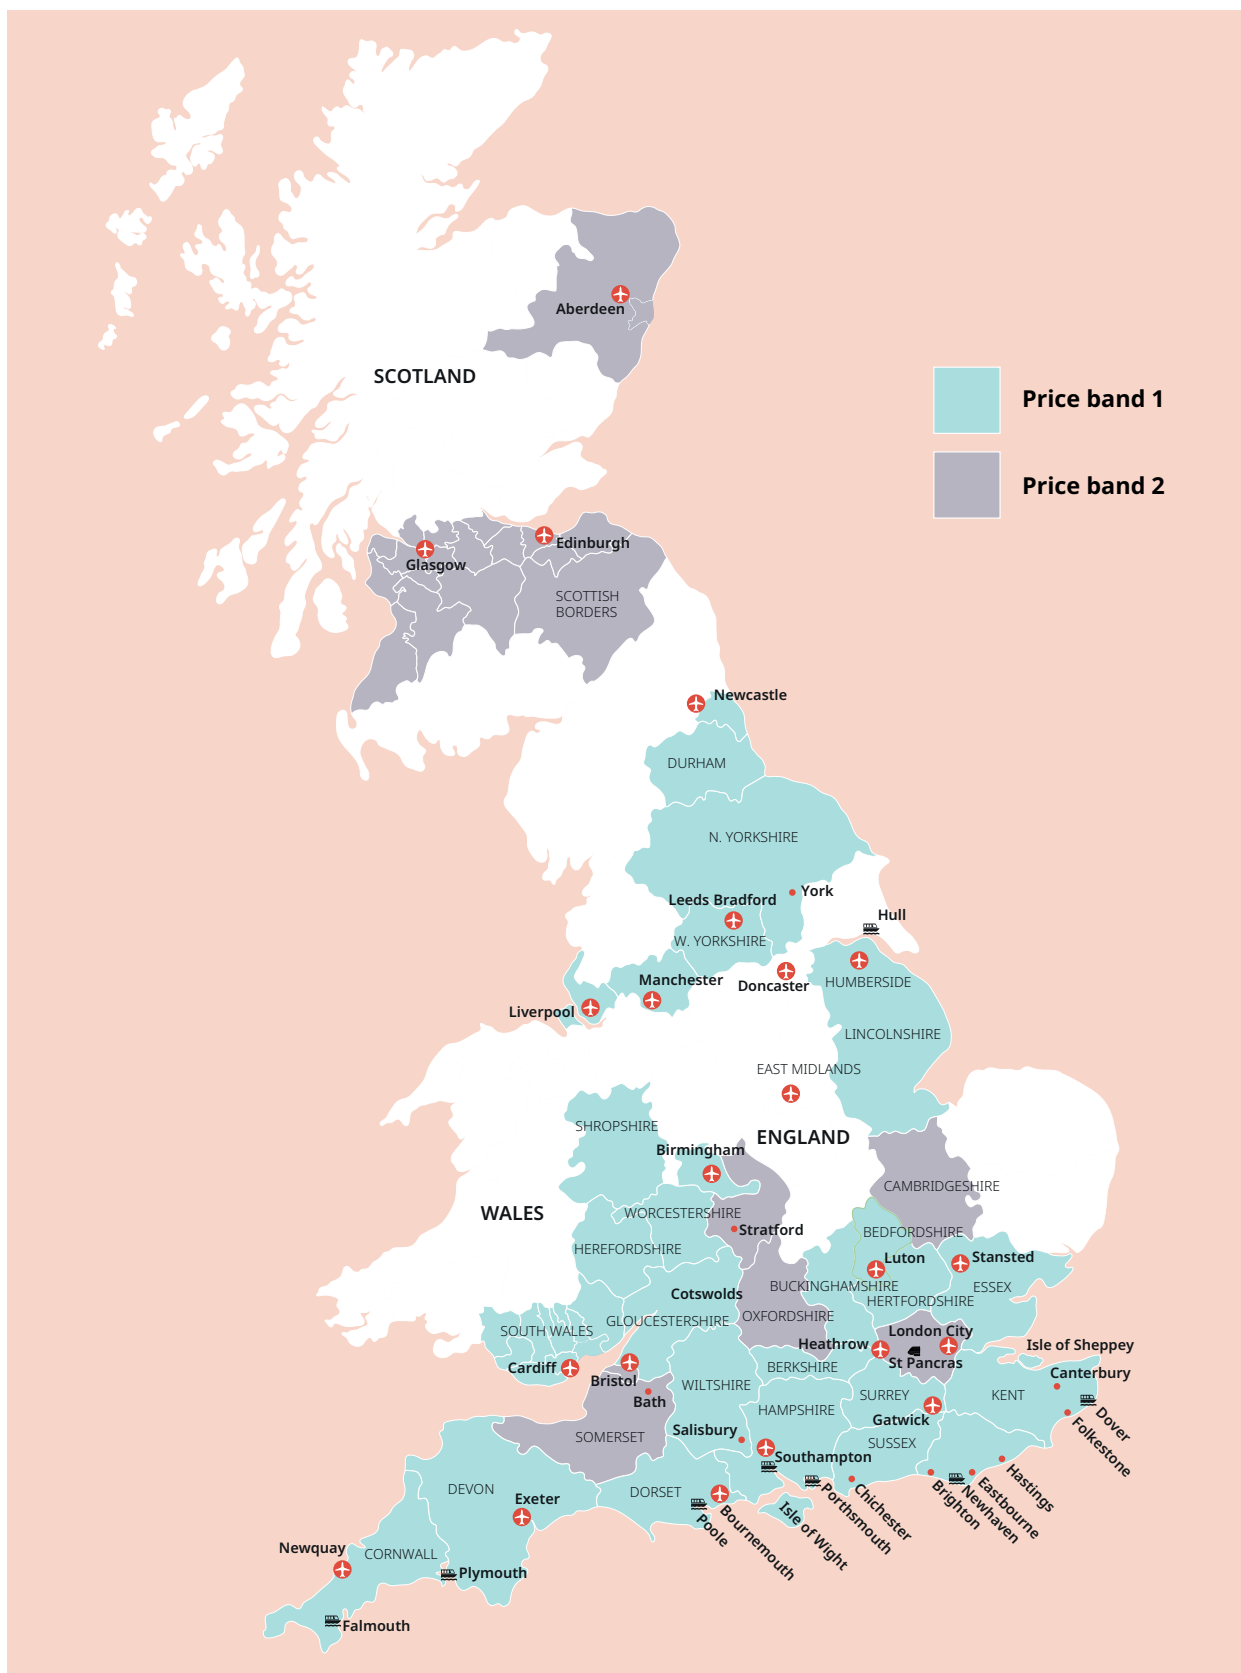 Aberdeen
SCOTLAND
Price band 1
Price band 2
Edinburgh
Glasgow
SCOTTISH
BORDERS
Newcastle
DURHAM
N. YORKSHIRE
York
Leeds Bradford
Hull
W. YORKSHIRE
Manchester
Doncaster
HUMBERSIDE
Liverpool
LINCOLNSHIRE
EAST MIDLANDS
SHROPSHIRE
ENGLAND
Birmingham
CAMBRIDGESHIRE
WALES
WORCESTERSHIRE
Stratford
BEDFORDSHIRE
HEREFORDSHIRE
Luton
Stansted
BUCKINGHAMSHIRE
ESSEX
Cotswolds
HERTFORDSHIRE
OXFORDSHIRE
GLOUCESTERSHIRE
SOUTH WALES
London City
Heathrow
Isle of Sheppey
St Pancras
Cardiff
BERKSHIRE
Canterbury
Bristol
WILTSHIRE
SURREY
KENT
Bath
HAMPSHIRE
Gatwick
Dover
Folkestone
Salisbury
SOMERSET
SUSSEX
Southampton
Hastings
Eastbourne
Newhaven
Brighton
Chichester
Porthsmouth
Isle of Wight
DEVON
Exeter
DORSET
Bournemouth
Poole
Newquay
CORNWALL
Plymouth
Falmouth